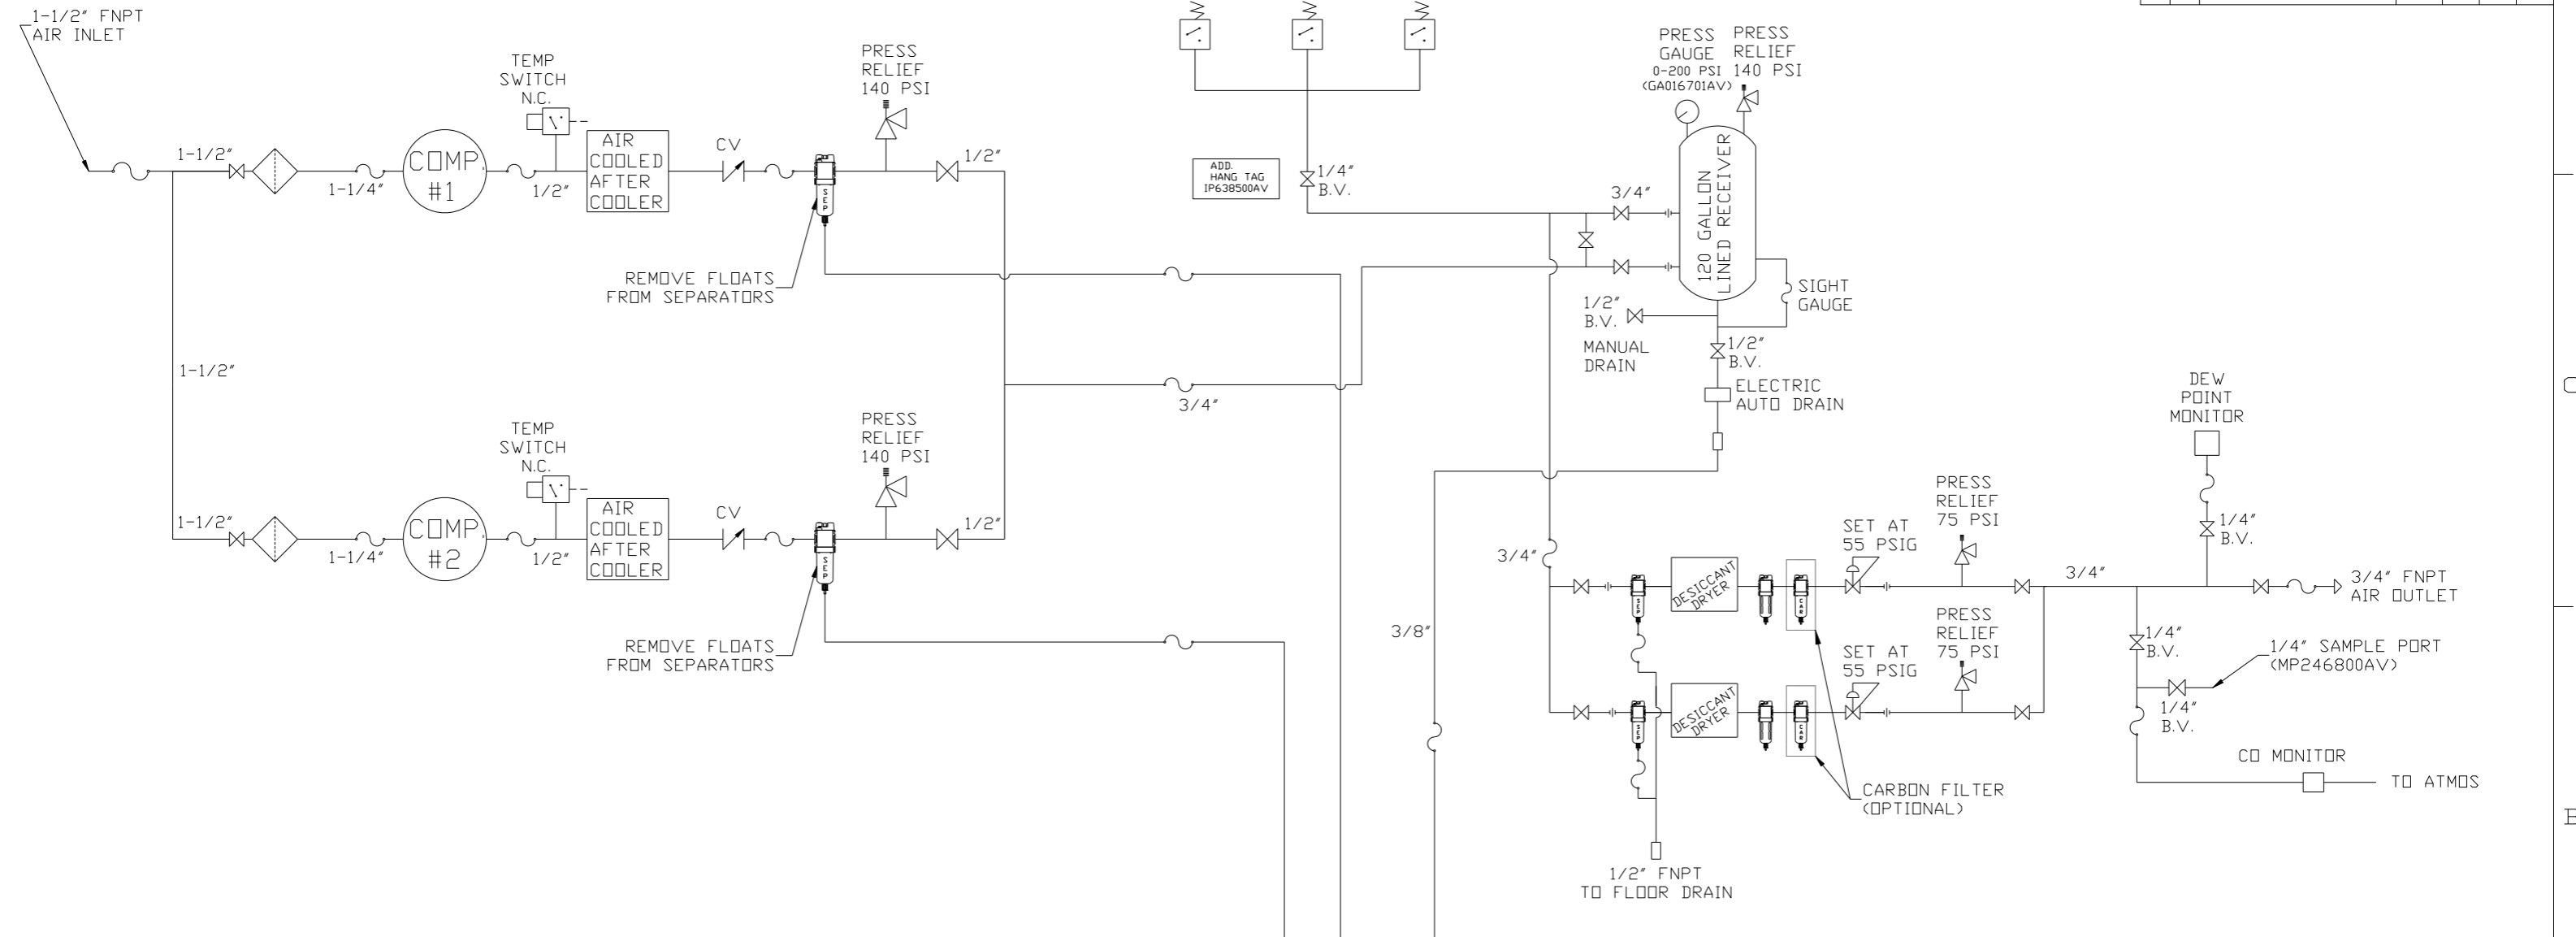 1-1/2" FNPT
AIR INLET
1-1/2"
1-1/4"
COMP.
#1
1/2"
TEMP
SWITCH
N.C.
AIR
COOLED
AFTER
COOLER
CV
SEP
PRESS
RELIEF
140 PSI
1/2"
REMOVE FLOATS
FROM SEPARATORS
1-1/2"
1-1/2"
1-1/4"
COMP.
#2
1/2"
TEMP
SWITCH
N.C.
AIR
COOLED
AFTER
COOLER
CV
SEP
PRESS
RELIEF
140 PSI
1/2"
REMOVE FLOATS
FROM SEPARATORS
3/4"
ADD.
HANG TAG
IP638500AV
1/4"
B.V.
PRESS
GAUGE
0-200 PSI
(GA016701AV)
PRESS
RELIEF
140 PSI
3/4"
120 GALLON
LINED RECEIVER
SIGHT
GAUGE
1/2"
B.V.
MANUAL
DRAIN
1/2"
B.V.
ELECTRIC
AUTO DRAIN
3/8"
3/4"
SEP
DESICCANT
DRYER
CAR
SET AT
55 PSIG
PRESS
RELIEF
75 PSI
SEP
DESICCANT
DRYER
CAR
SET AT
55 PSIG
PRESS
RELIEF
75 PSI
CARBON FILTER
(OPTIONAL)
1/2" FNPT
TO FLOOR DRAIN
3/4"
DEW
POINT
MONITOR
1/4"
B.V.
3/4" FNPT
AIR OUTLET
1/4"
B.V.
1/4" SAMPLE PORT
(MP246800AV)
1/4"
B.V.
CO MONITOR
TO ATMOS